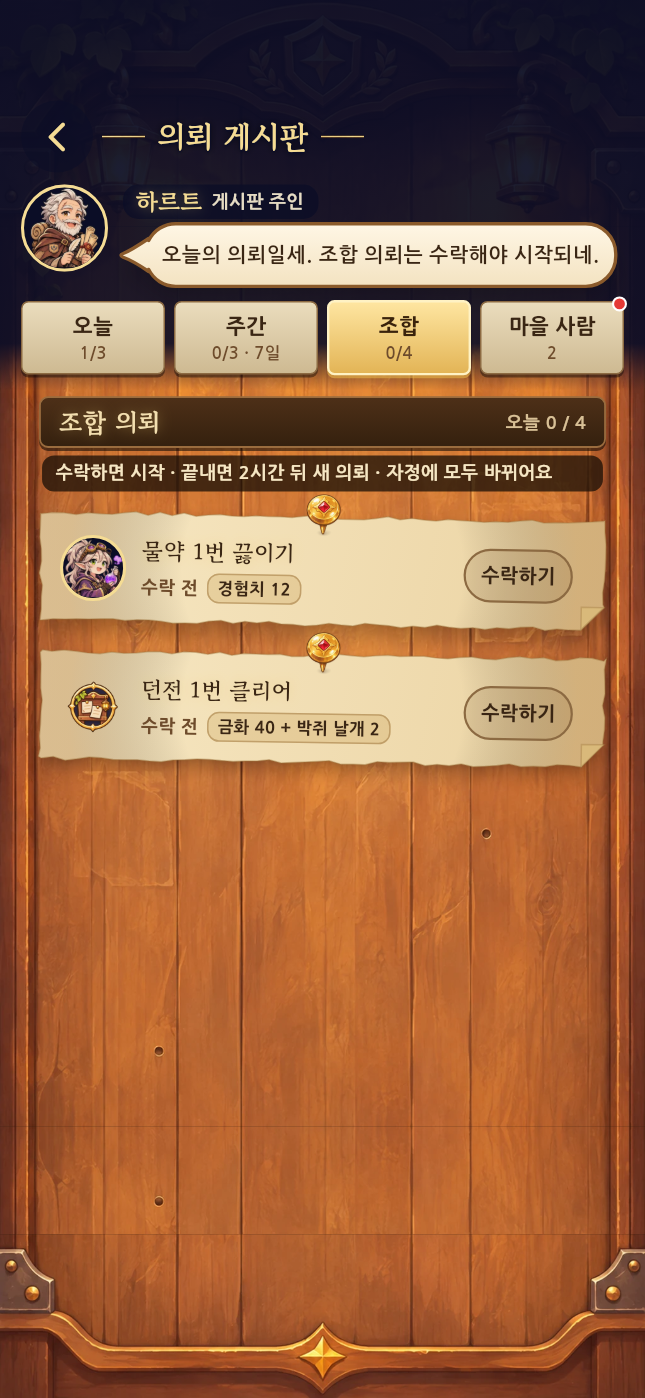 의뢰 게시판
하르트 게시판 주인
오늘의 의뢰일세. 조합 의뢰는 수락해야 시작되네.
오늘 주간 조합 마을 사람
1/3 0/3 · 7일 0/4 2
조합 의뢰 오늘 0 / 4
수락하면 시작 · 끝내면 2시간 뒤 새 의뢰 · 자정에 모두 바뀌어요
물약 1번 끓이기
수락 전 경험치 12 수락하기
던전 1번 클리어
수락 전 금화 40 + 박쥐 날개 2 수락하기